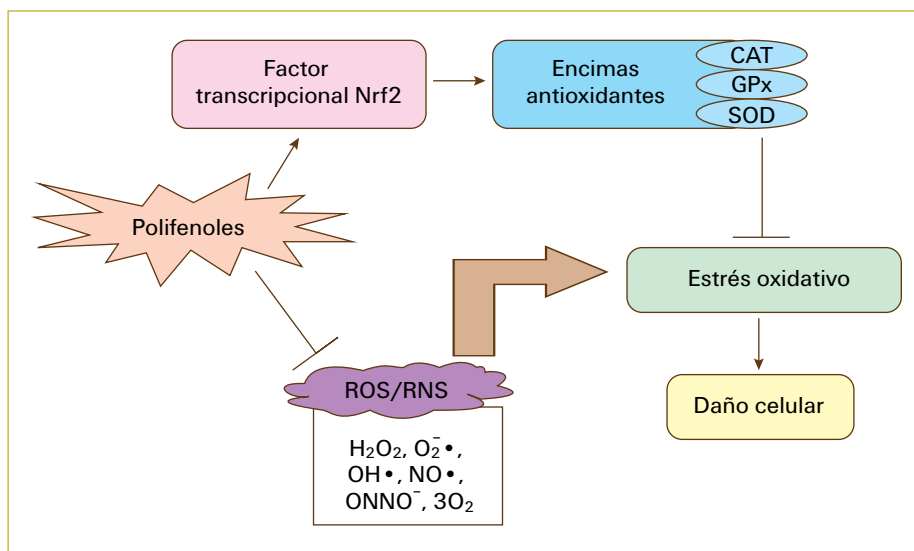 Factor
transcripcional Nrf2
Encimas
antioxidantes
CAT
GPx
SOD
Polifenoles
Estrés oxidativo
ROS/RNS
Daño celular
H₂O₂, O₂⁻•,
OH•, NO•,
ONNO⁻, 3O₂